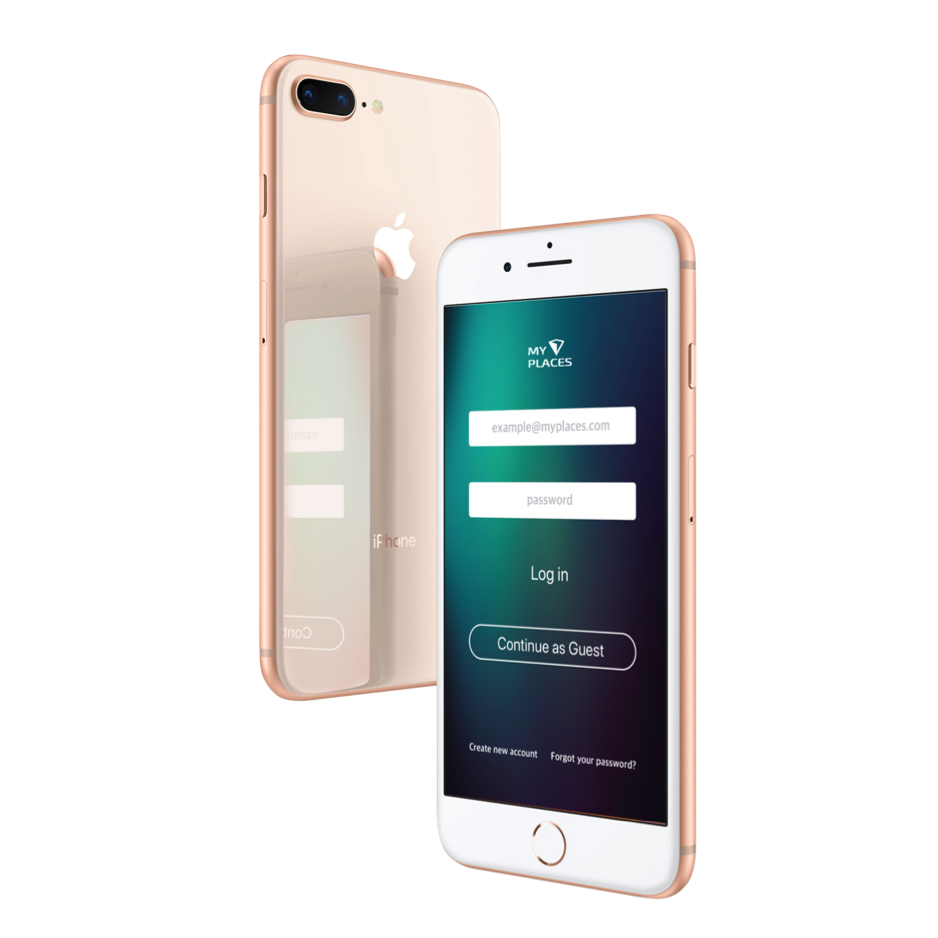 iPhone
MY
PLACES
example@myplaces.com
password
Log in
Continue as Guest
Create new account Forgot your password?